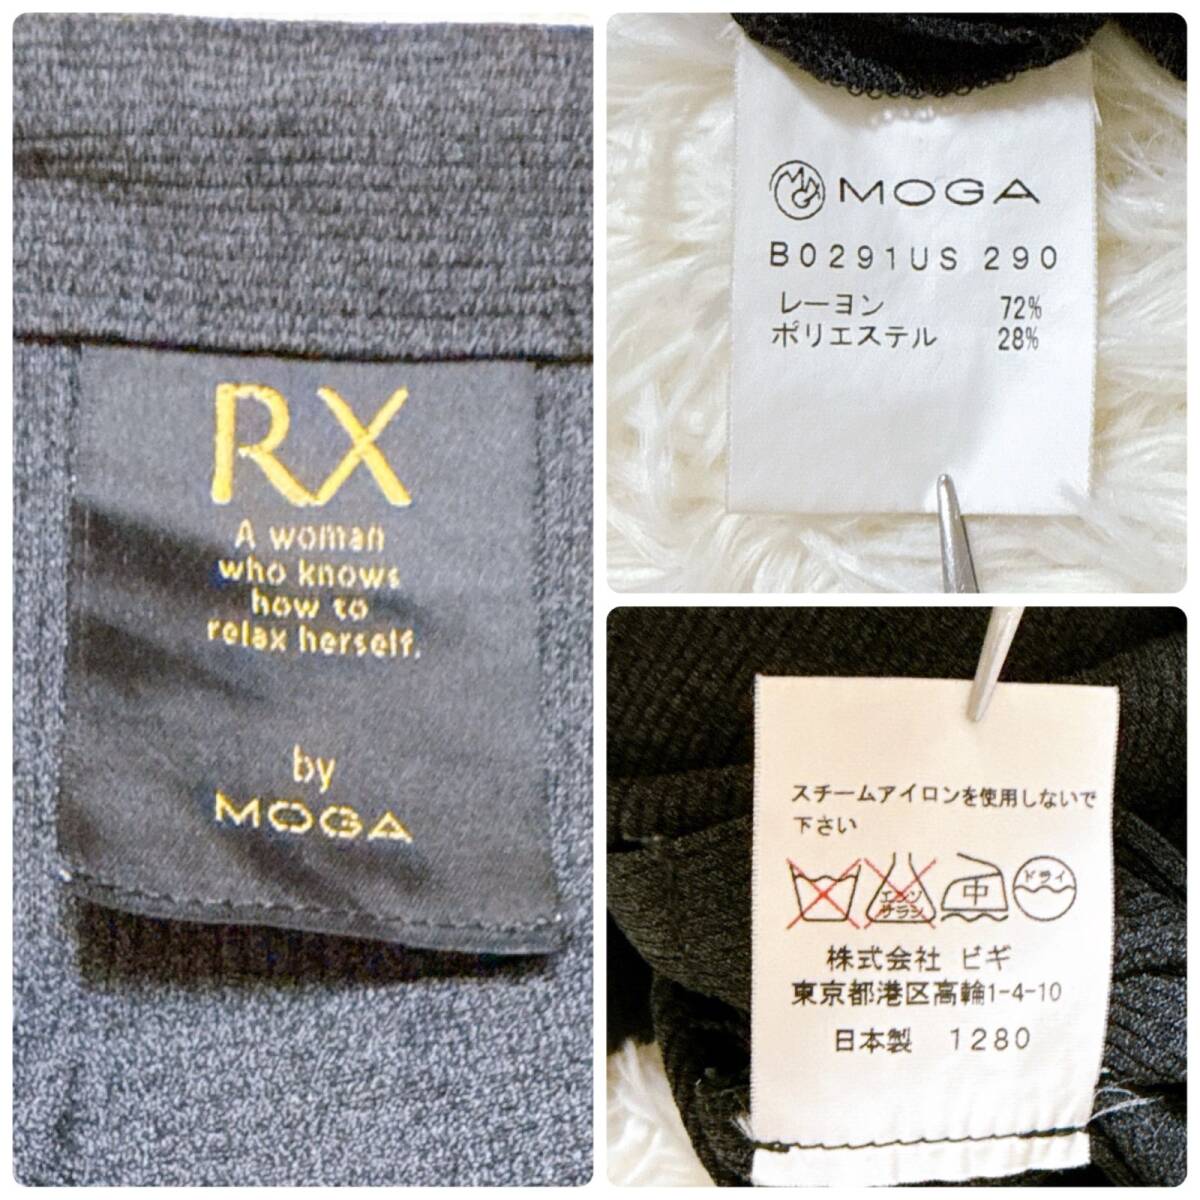 RX
A woman
who knows
how to
relax herself.
by
MOGA
MOGA
B0291US 290
レーヨン 72%
ポリエステル 28%
スチームアイロンを使用しないで
下さい
エンソ
サラシ
中
ドライ
株式会社 ビギ
東京都港区高輪1-4-10
日本製 1280